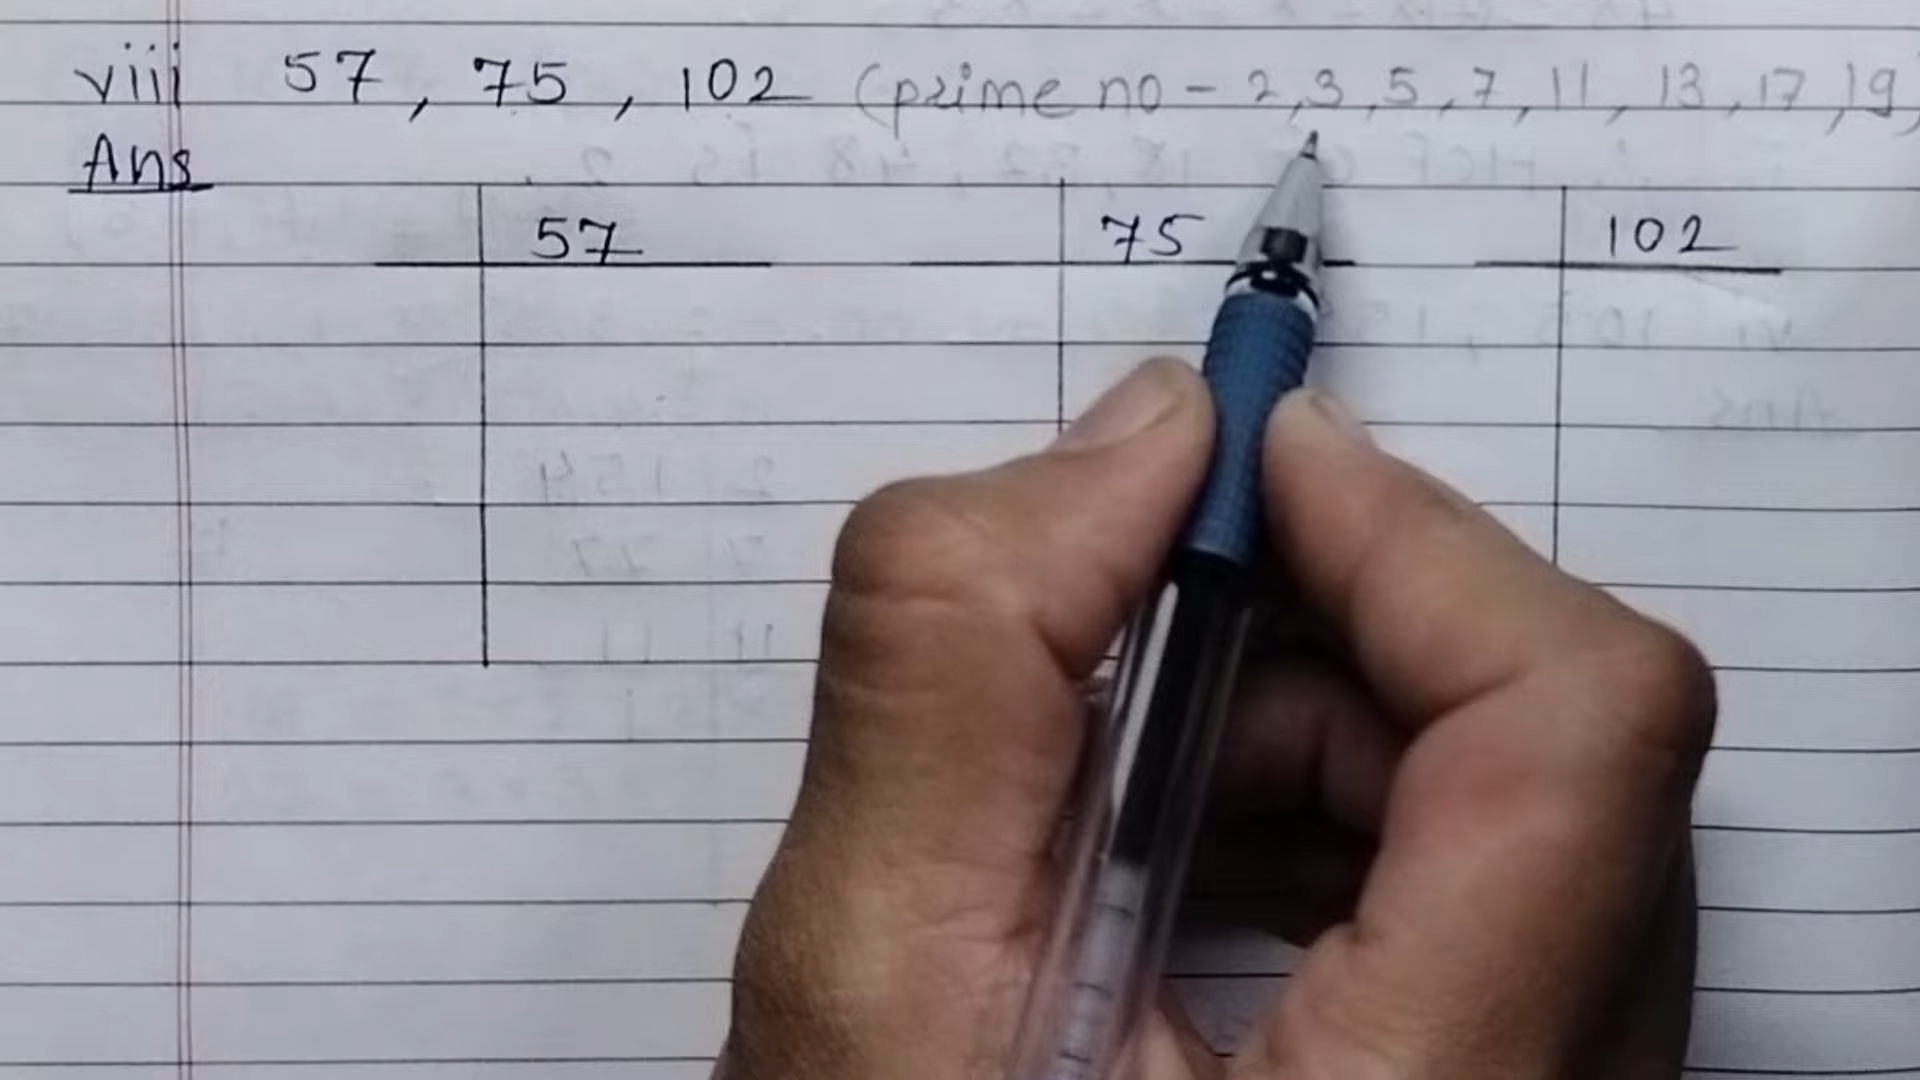 viii 57, 75, 102 (prime no - 2,3,5,7,11,13,17,19)
Ans
57 75 102